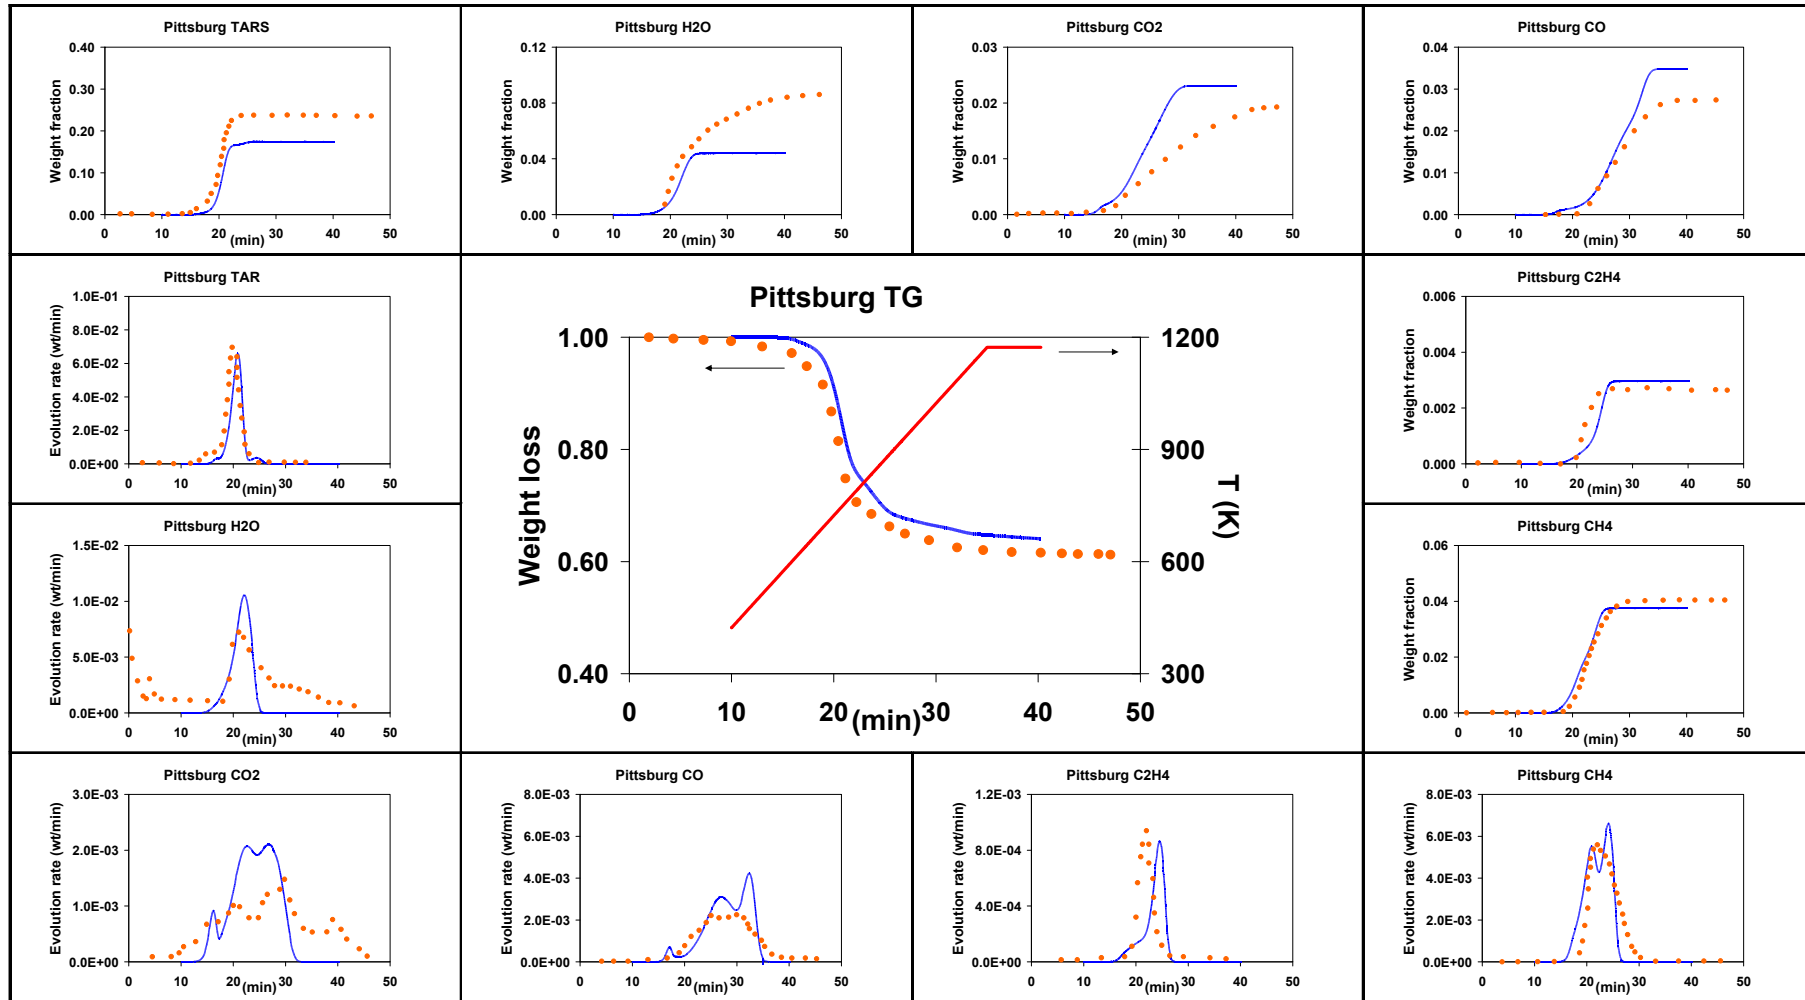 Pittsburg TARS
0.40
0.30
0.20
0.10
0.00
Weight fraction
0 10 20 30 40 50
(min)
Pittsburg H2O
0.12
0.08
0.04
0.00
Weight fraction
0 10 20 30 40 50
(min)
Pittsburg CO2
0.03
0.02
0.01
0.00
Weight fraction
0 10 20 30 40 50
(min)
Pittsburg CO
0.04
0.03
0.02
0.01
0.00
Weight fraction
0 10 20 30 40 50
(min)
Pittsburg TAR
1.0E-01
8.0E-02
6.0E-02
4.0E-02
2.0E-02
0.0E+00
Evolution rate (wt/min)
0 10 20 30 40 50
(min)
Pittsburg TG
1.00
0.80
0.60
0.40
Weight loss
1200
900
600
300
T (K)
0 10 20 30 40 50
(min)
Pittsburg C2H4
0.006
0.004
0.002
0.000
Weight fraction
0 10 20 30 40 50
(min)
Pittsburg H2O
1.5E-02
1.0E-02
5.0E-03
0.0E+00
Evolution rate (wt/min)
0 10 20 30 40 50
(min)
Pittsburg CH4
0.06
0.04
0.02
0.00
Weight fraction
0 10 20 30 40 50
(min)
Pittsburg CO2
3.0E-03
2.0E-03
1.0E-03
0.0E+00
Evolution rate (wt/min)
0 10 20 30 40 50
(min)
Pittsburg CO
8.0E-03
6.0E-03
4.0E-03
2.0E-03
0.0E+00
Evolution rate (wt/min)
0 10 20 30 40 50
(min)
Pittsburg C2H4
1.2E-03
8.0E-04
4.0E-04
0.0E+00
Evolution rate (wt/min)
0 10 20 30 40 50
(min)
Pittsburg CH4
8.0E-03
6.0E-03
4.0E-03
2.0E-03
0.0E+00
Evolution rate (wt/min)
0 10 20 30 40 50
(min)